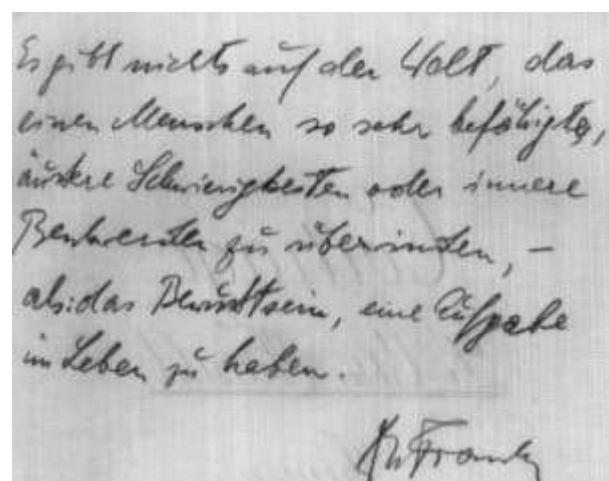 Es gibt nichts auf der Welt, das
einen Menschen so sehr befähigte,
äußere Schwierigkeiten oder innere
Beschwerden zu überwinden, –
als: das Bewußtsein, eine Aufgabe
im Leben zu haben.
Frankl